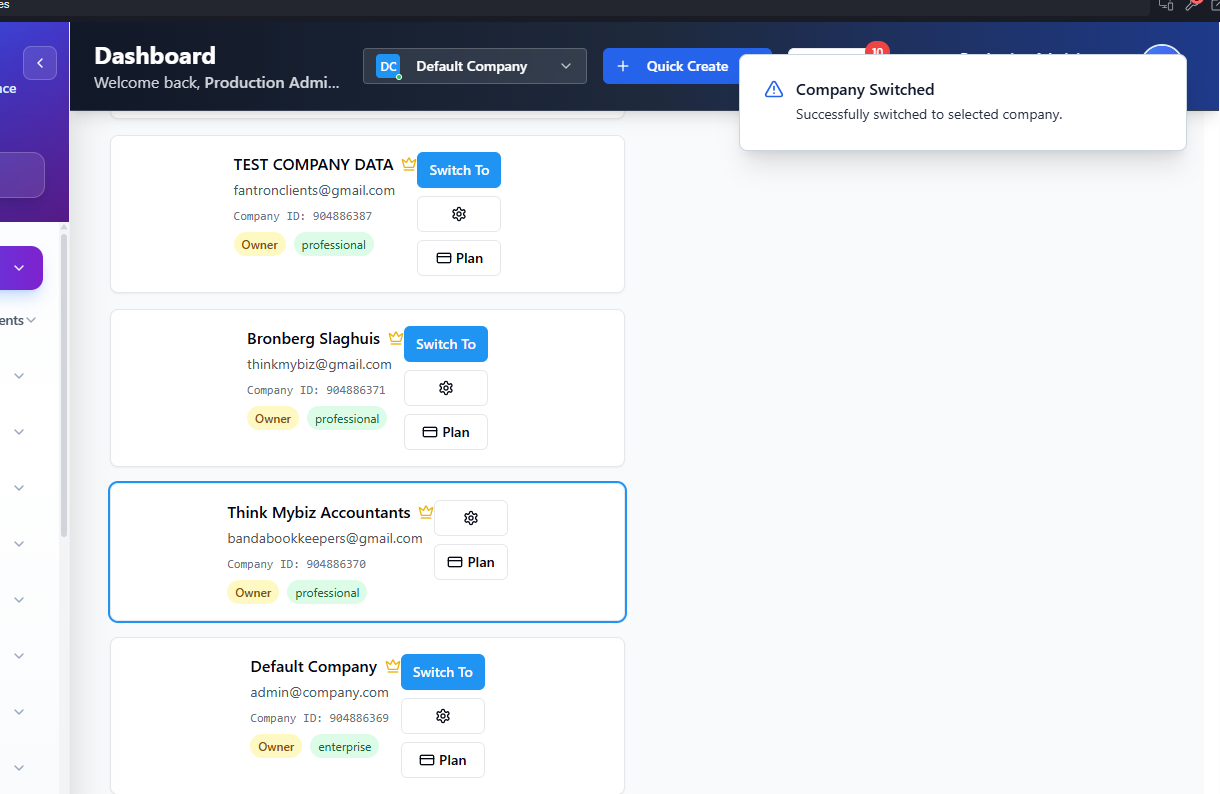 es
ce
ents
Dashboard
Welcome back, Production Admi...
DC Default Company
+ Quick Create
10
Company Switched
Successfully switched to selected company.
TEST COMPANY DATA
Switch To
fantronclients@gmail.com
Company ID: 904886387
Owner professional
Plan
Bronberg Slaghuis
Switch To
thinkmybiz@gmail.com
Company ID: 904886371
Owner professional
Plan
Think Mybiz Accountants
bandabookkeepers@gmail.com
Company ID: 904886370
Plan
Owner professional
Default Company
Switch To
admin@company.com
Company ID: 904886369
Owner enterprise
Plan